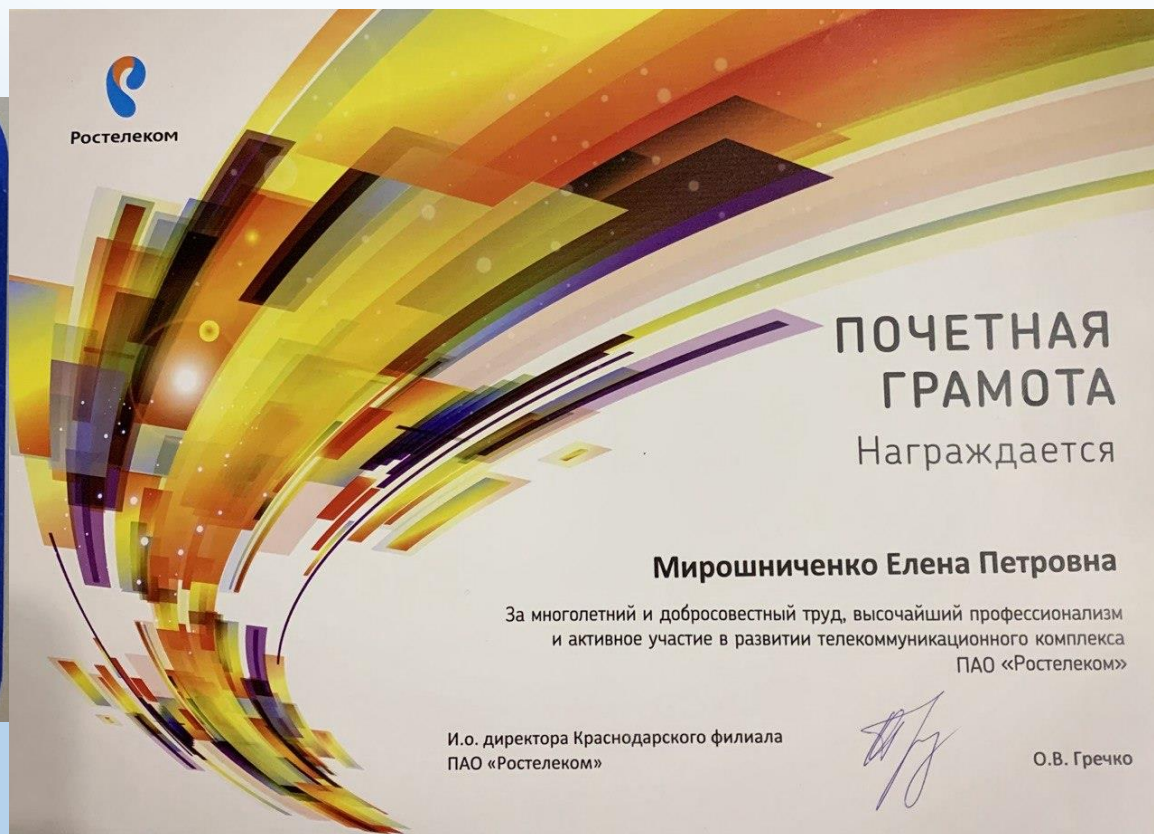 Ростелеком
ПОЧЕТНАЯ
ГРАМОТА
Награждается
Мирошниченко Елена Петровна
За многолетний и добросовестный труд, высочайший профессионализм
и активное участие в развитии телекоммуникационного комплекса
ПАО «Ростелеком»
И.о. директора Краснодарского филиала
ПАО «Ростелеком»
О.В. Гречко